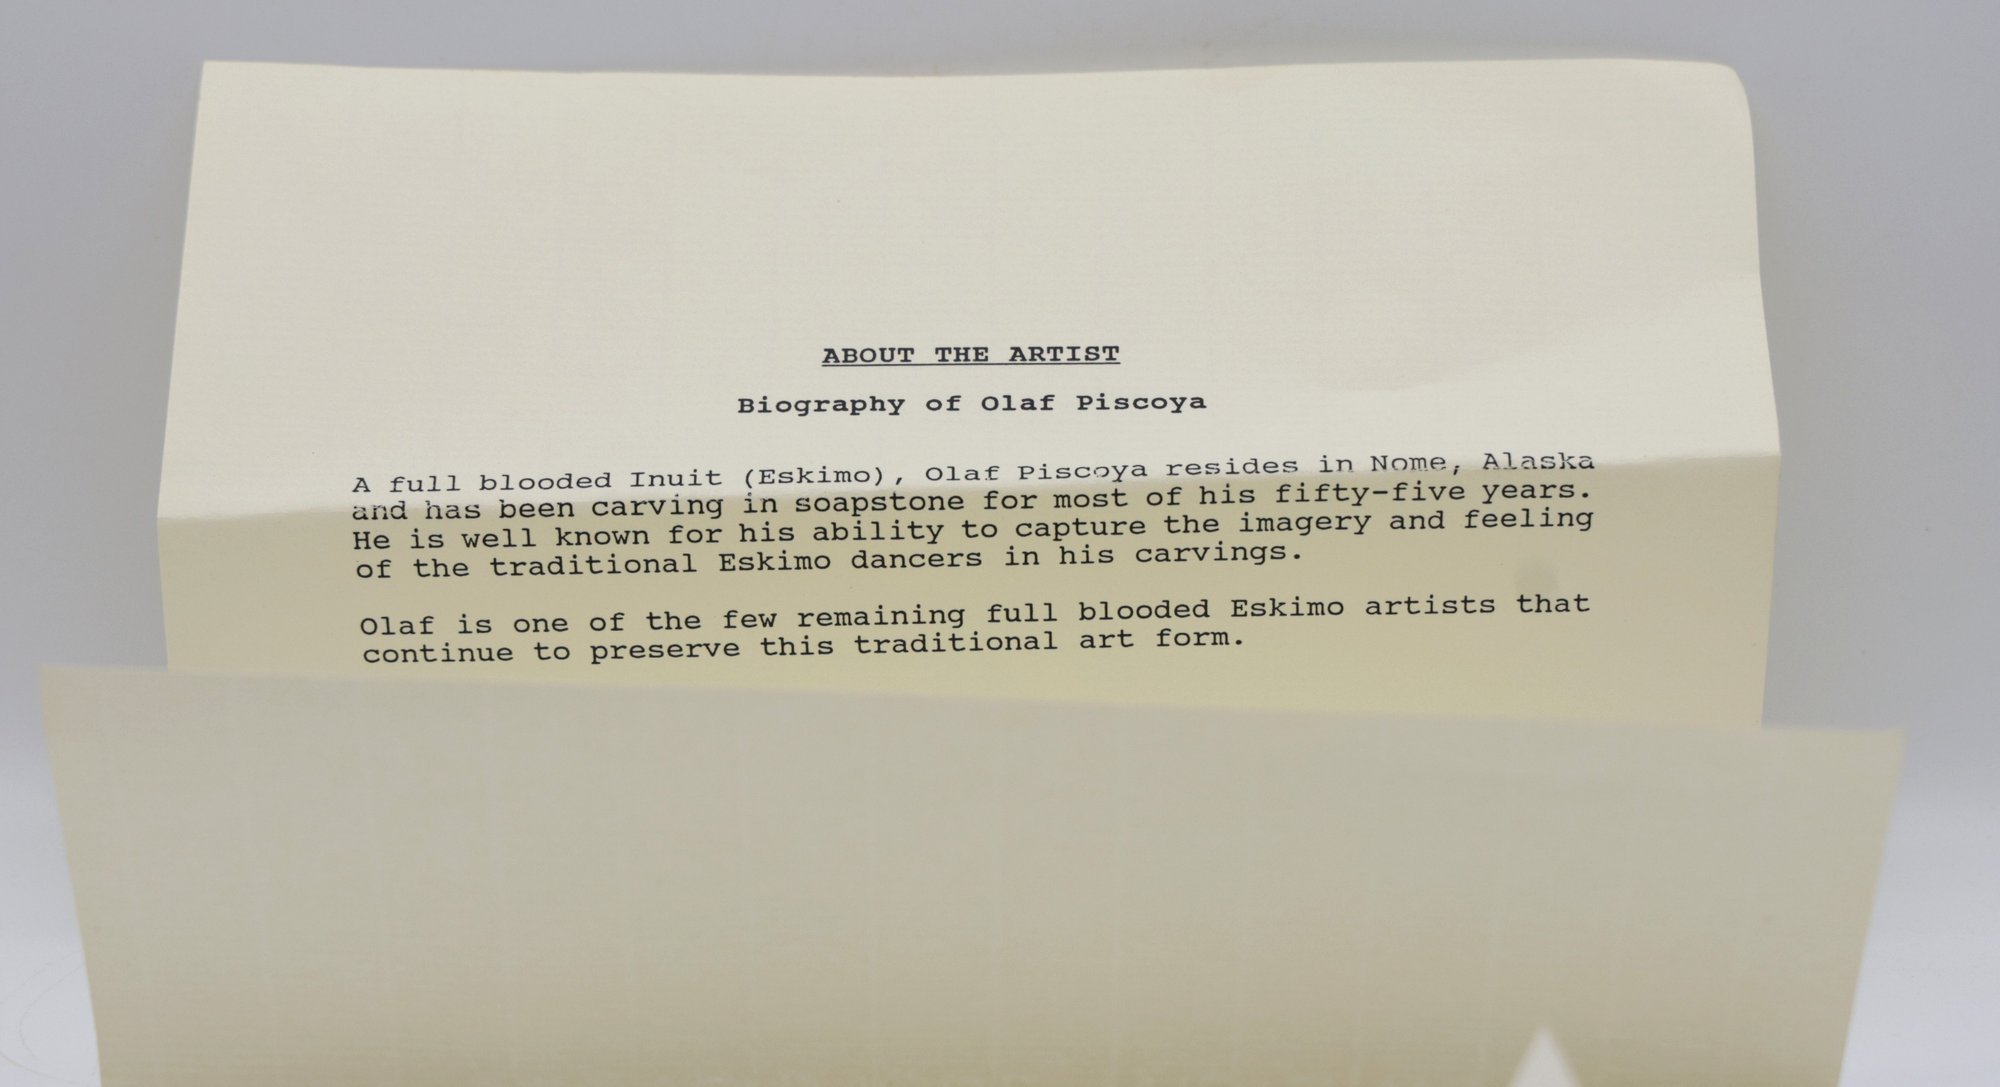 ABOUT THE ARTIST
Biography of Olaf Piscoya
A full blooded Inuit (Eskimo), Olaf Piscoya resides in Nome, Alaska
and has been carving in soapstone for most of his fifty-five years.
He is well known for his ability to capture the imagery and feeling
of the traditional Eskimo dancers in his carvings.
Olaf is one of the few remaining full blooded Eskimo artists that
continue to preserve this traditional art form.